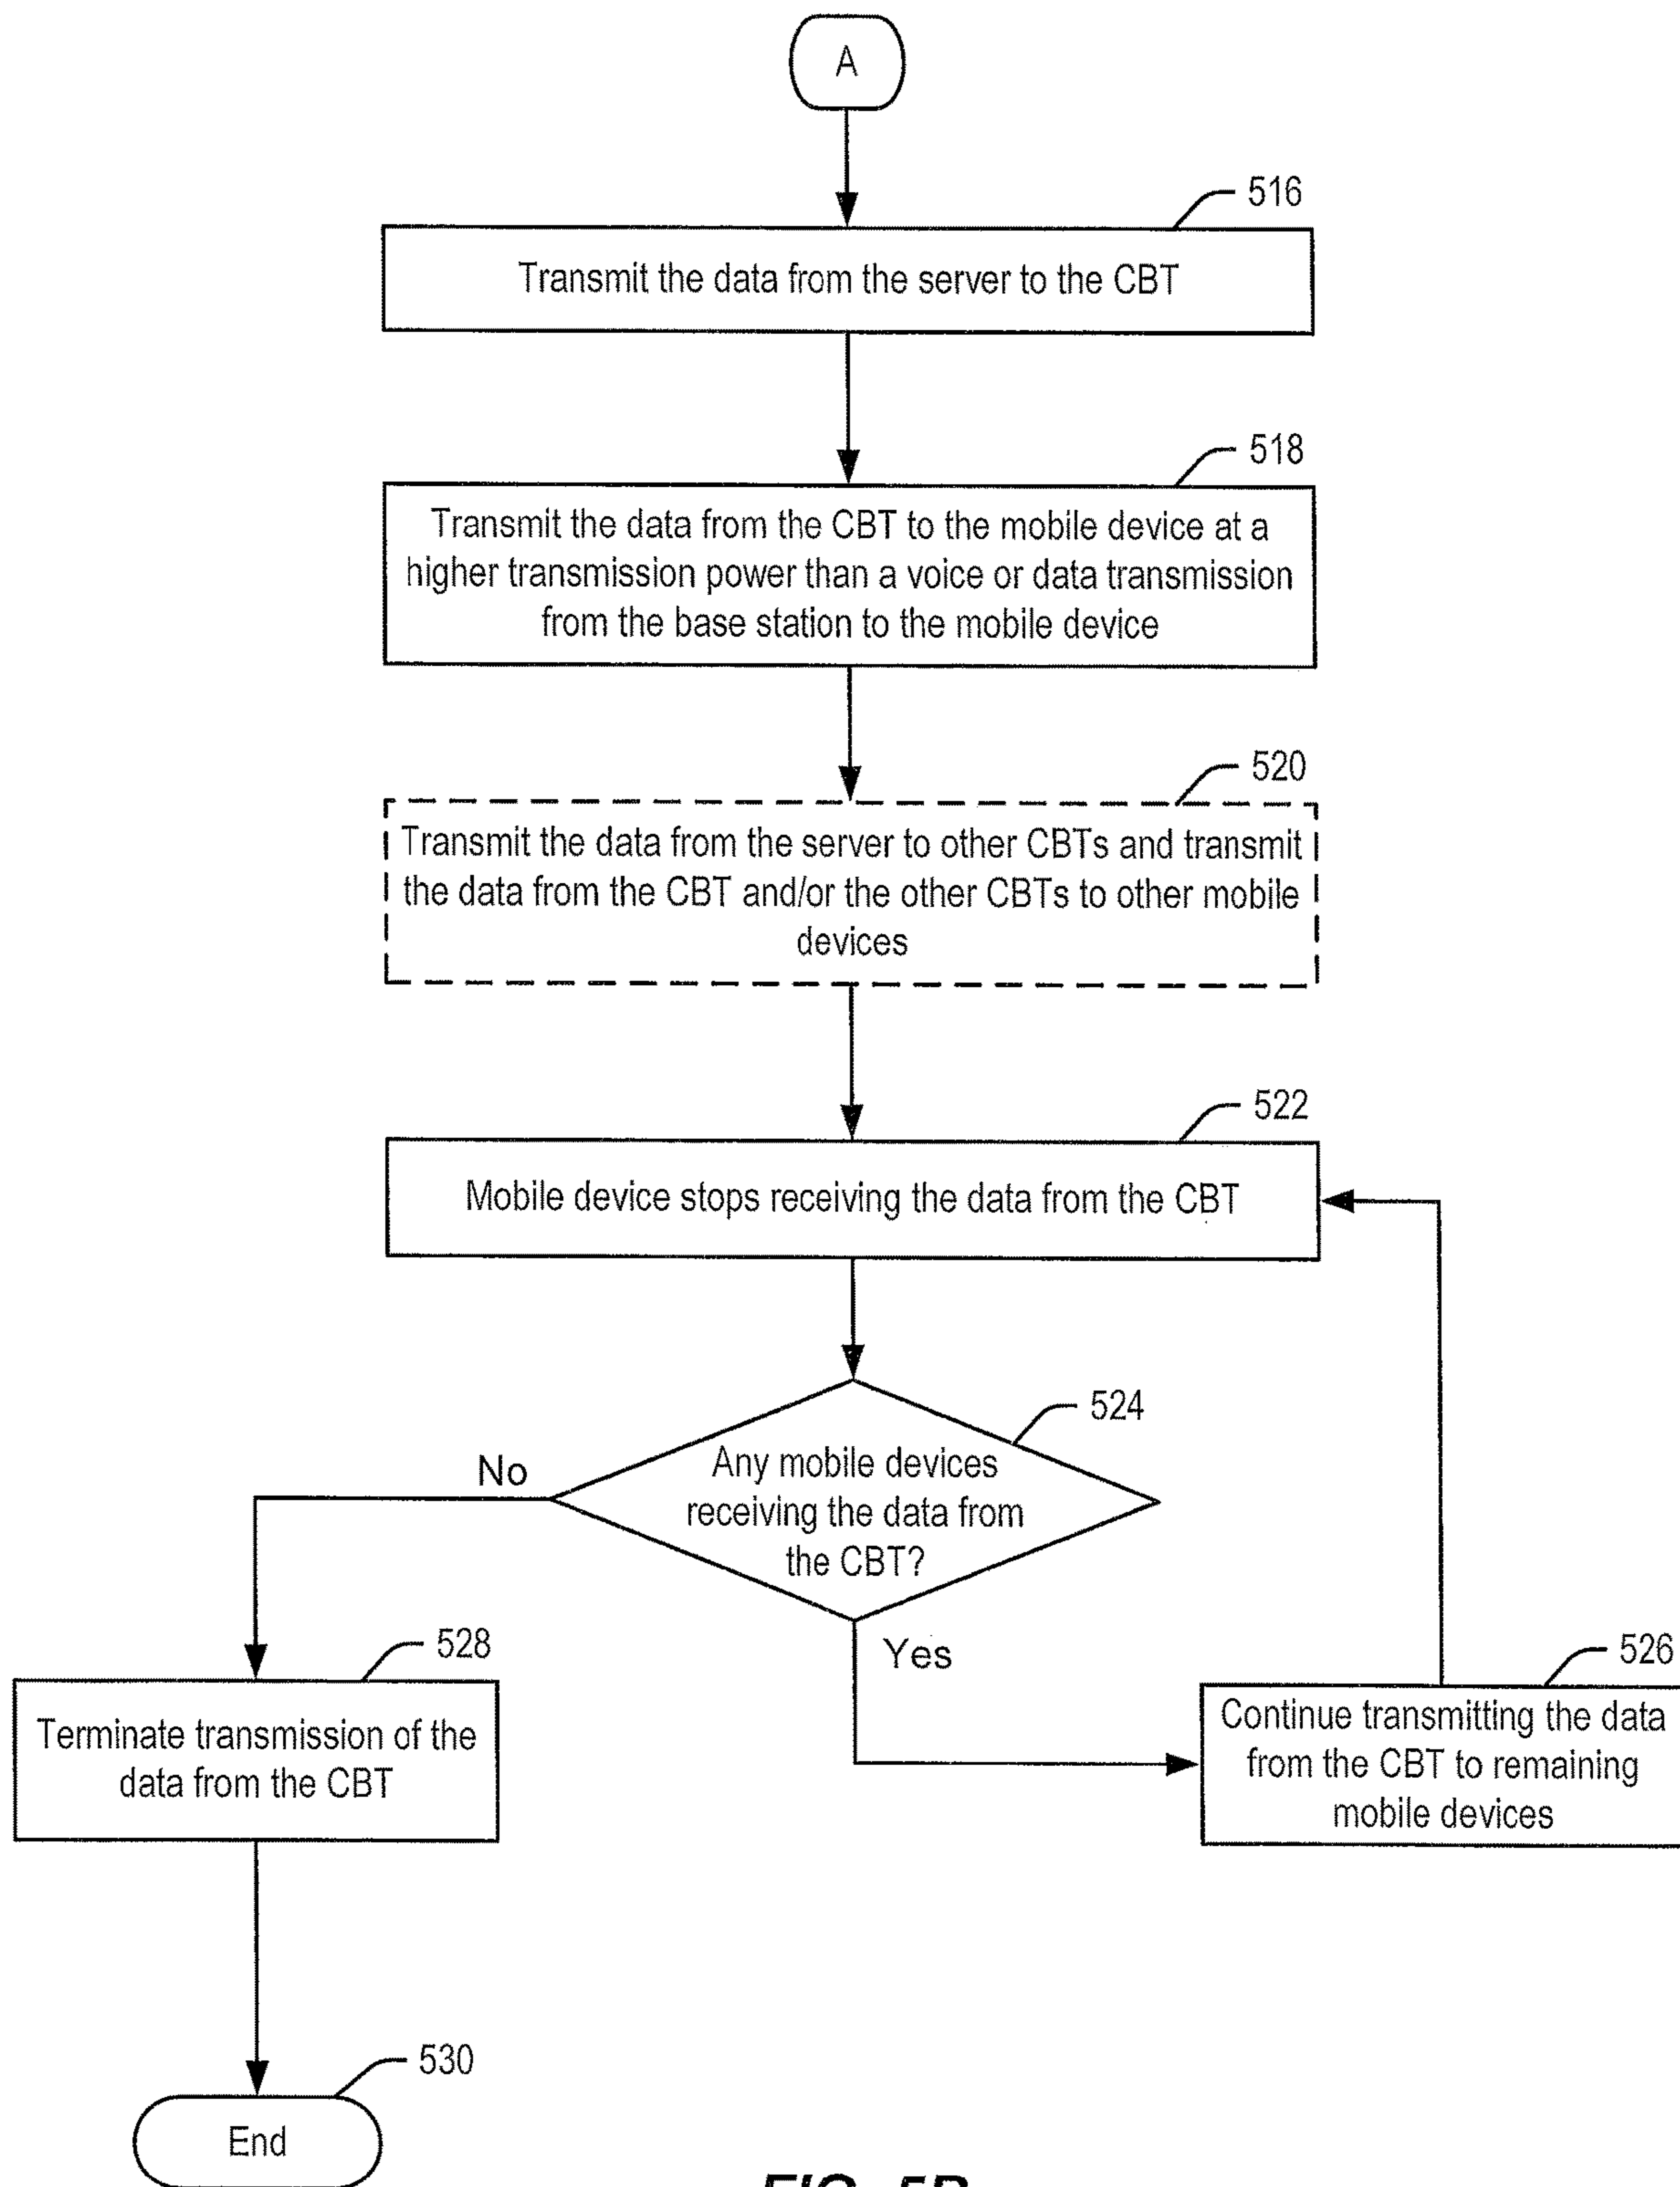 A
516
Transmit the data from the server to the CBT
518
Transmit the data from the CBT to the mobile device at a
higher transmission power than a voice or data transmission
from the base station to the mobile device
520
Transmit the data from the server to other CBTs and transmit
the data from the CBT and/or the other CBTs to other mobile
devices
522
Mobile device stops receiving the data from the CBT
524
Any mobile devices
receiving the data from
the CBT?
No
Yes
528
Terminate transmission of the
data from the CBT
526
Continue transmitting the data
from the CBT to remaining
mobile devices
530
End